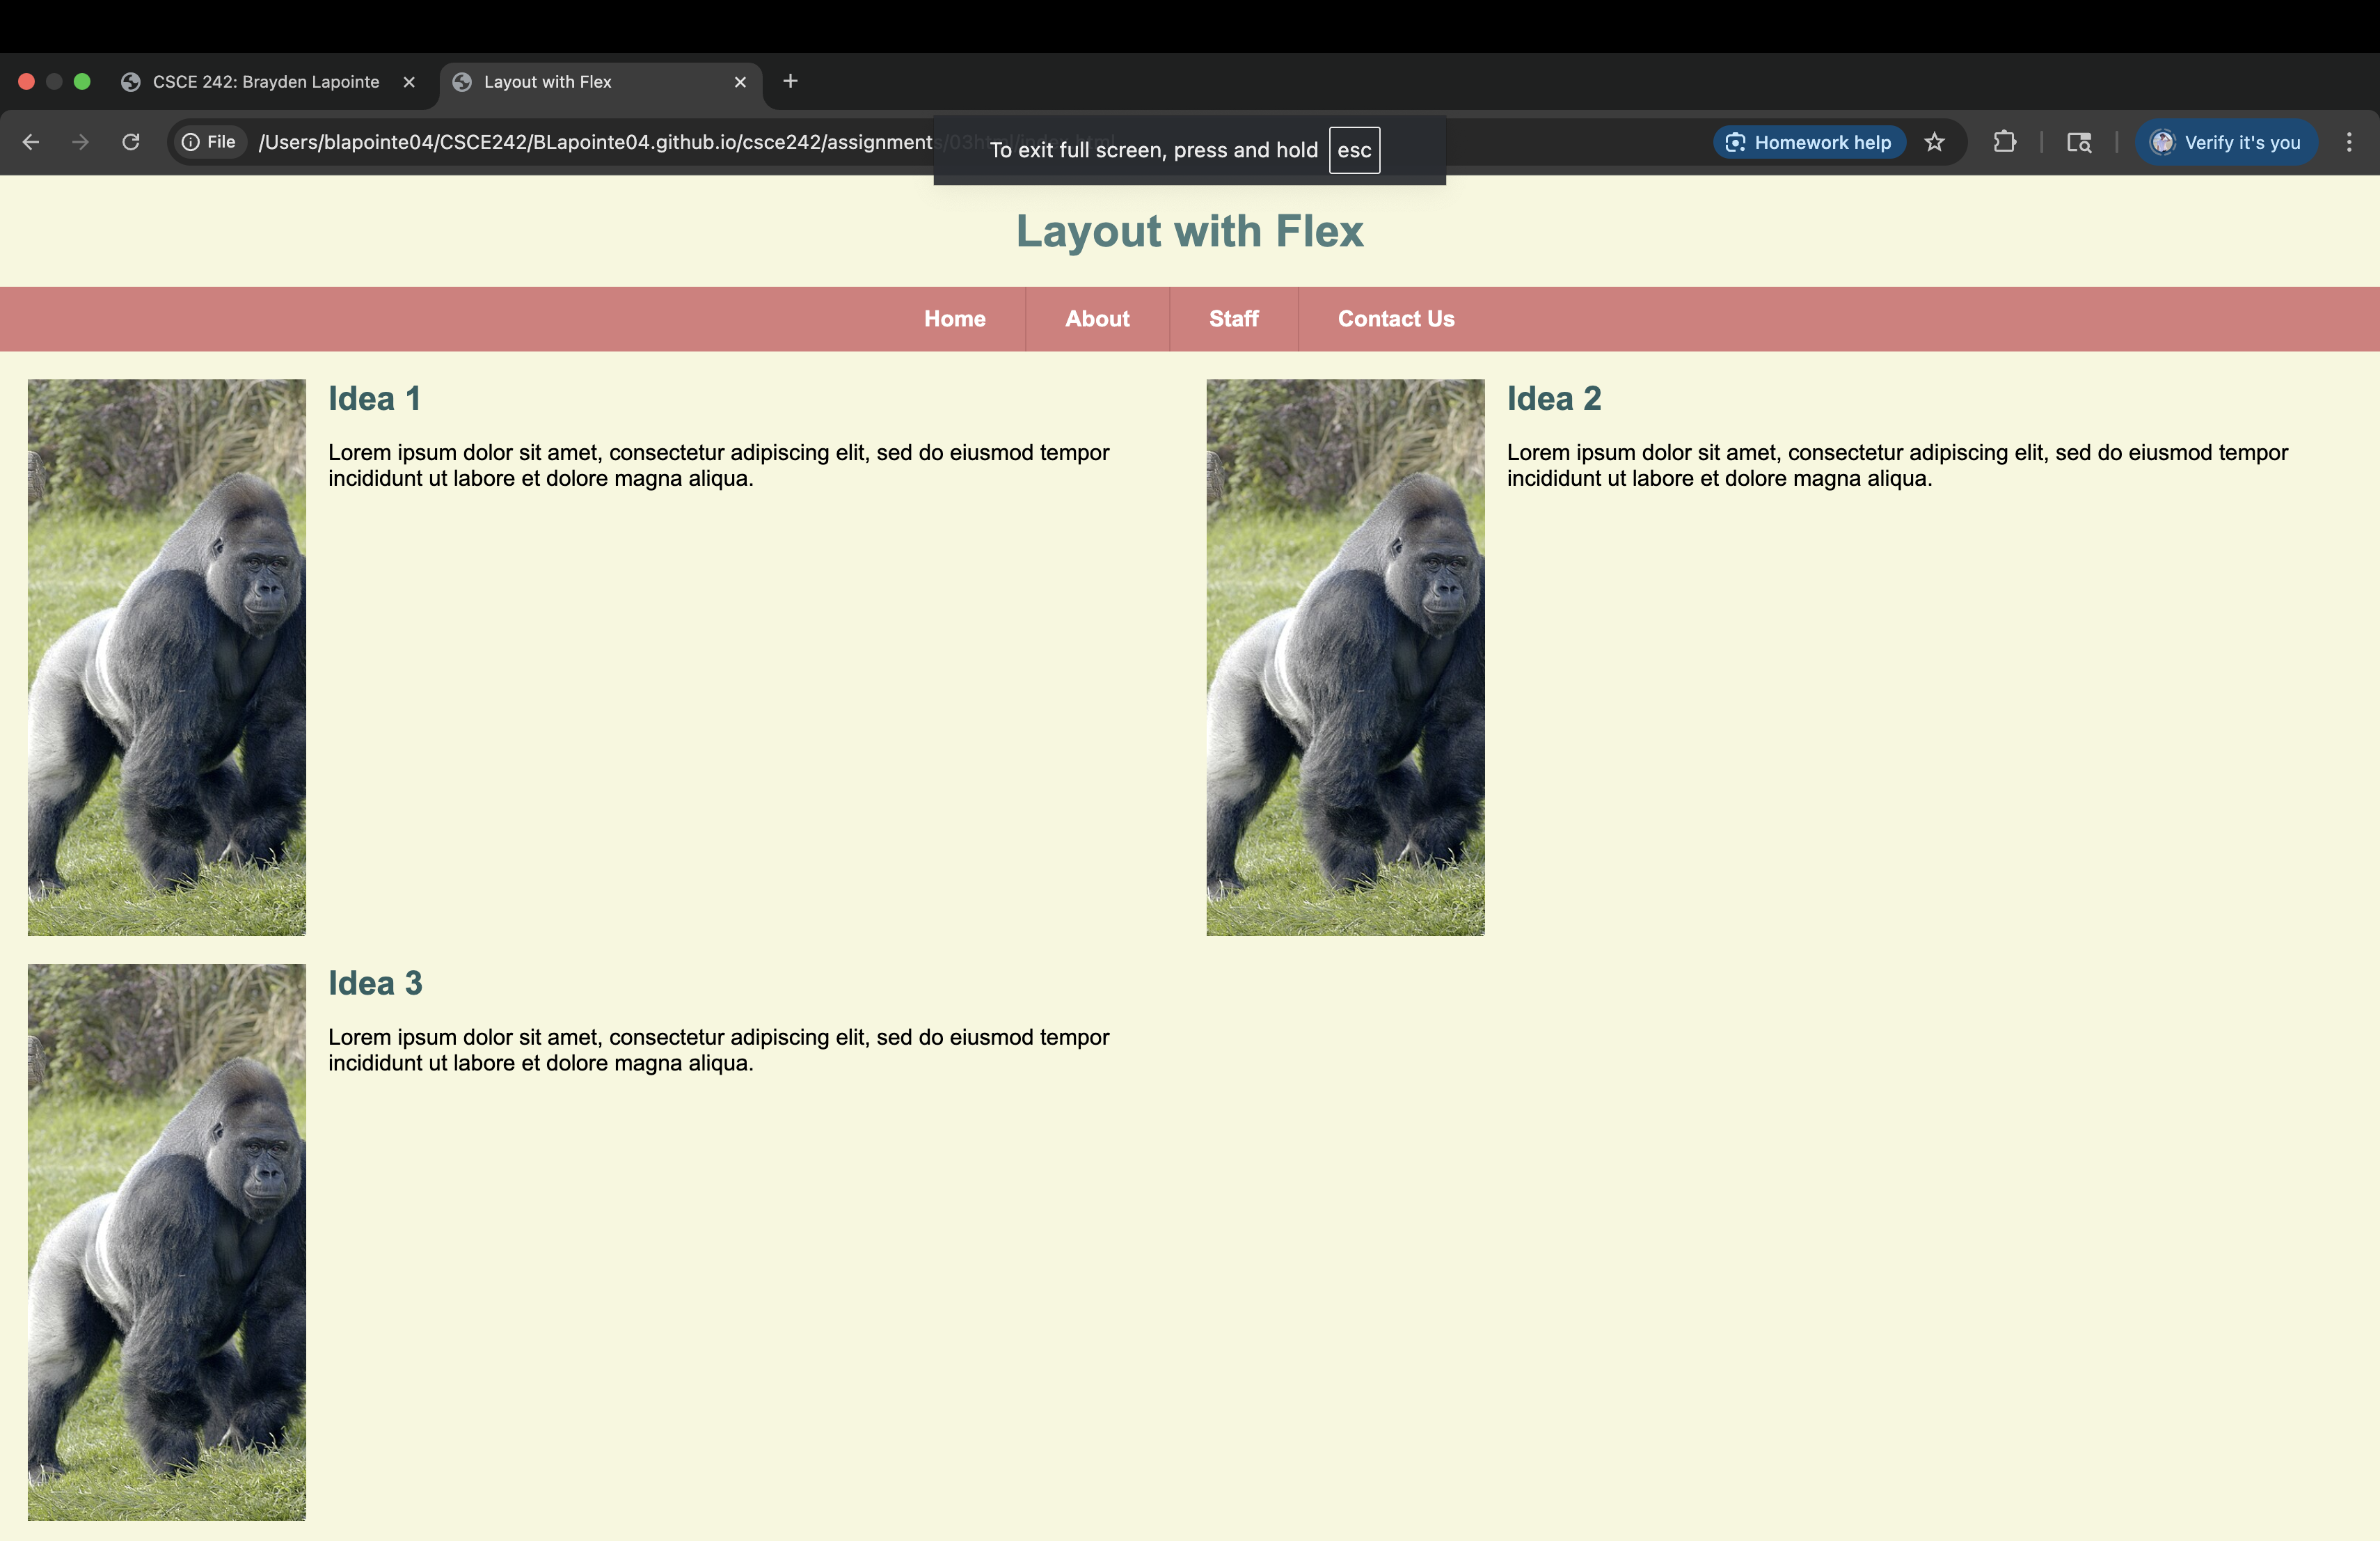 CSCE 242: Brayden Lapointe
Layout with Flex
File
/Users/blapointe04/CSCE242/BLapointe04.github.io/csce242/assignments/03html/index.html
To exit full screen, press and hold esc
Homework help
Verify it's you
Layout with Flex
Home
About
Staff
Contact Us
Idea 1
Lorem ipsum dolor sit amet, consectetur adipiscing elit, sed do eiusmod tempor
incididunt ut labore et dolore magna aliqua.
Idea 2
Lorem ipsum dolor sit amet, consectetur adipiscing elit, sed do eiusmod tempor
incididunt ut labore et dolore magna aliqua.
Idea 3
Lorem ipsum dolor sit amet, consectetur adipiscing elit, sed do eiusmod tempor
incididunt ut labore et dolore magna aliqua.